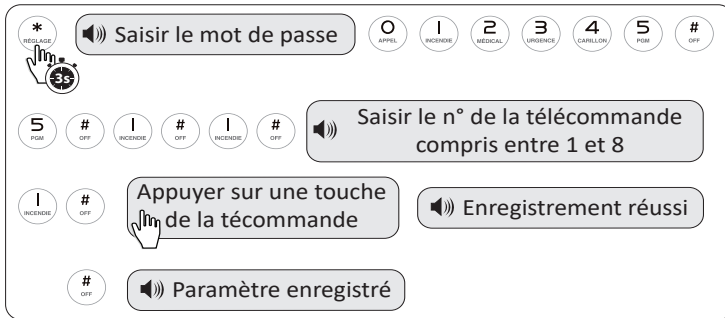 * RÉGLAGE Saisir le mot de passe 0 APPEL 1 INCENDIE 2 MÉDICAL 3 URGENCE 4 CARILLON 5 PGM # OFF
3s
5 PGM # OFF 1 INCENDIE # OFF 1 INCENDIE # OFF Saisir le n° de la télécommande
compris entre 1 et 8
1 INCENDIE # OFF Appuyer sur une touche
de la técommande
Enregistrement réussi
# OFF Paramètre enregistré